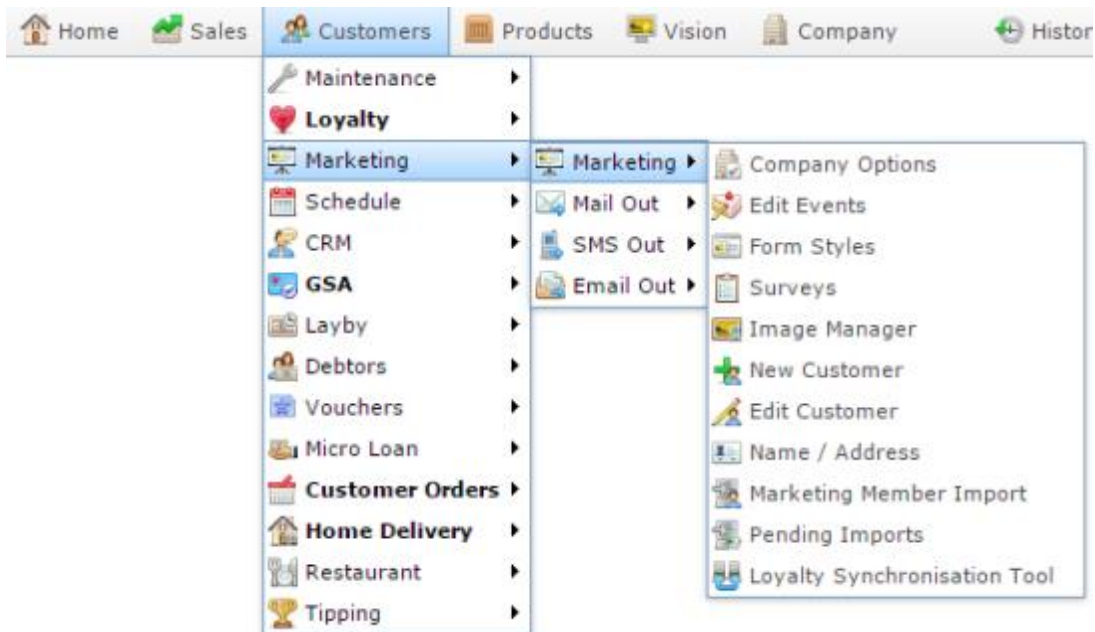 Home Sales Customers Products Vision Company Histor
Maintenance
Loyalty
Marketing
Schedule
CRM
GSA
Layby
Debtors
Vouchers
Micro Loan
Customer Orders
Home Delivery
Restaurant
Tipping
Marketing
Mail Out
SMS Out
Email Out
Company Options
Edit Events
Form Styles
Surveys
Image Manager
New Customer
Edit Customer
Name / Address
Marketing Member Import
Pending Imports
Loyalty Synchronisation Tool